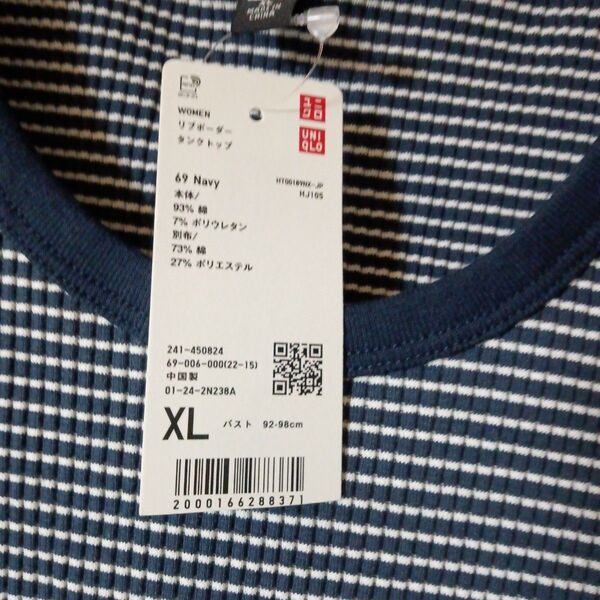 CHINA
WOMEN
リブボーダー
タンクトップ
ユニ
クロ
UNI
QLO
69 Navy
HT00189NX-JP
HJ105
本体/
93% 綿
7% ポリウレタン
別布/
73% 綿
27% ポリエステル
241-450824
69-006-000(22-15)
中国製
01-24-2N238A
XL バスト 92-98cm
2000166288371